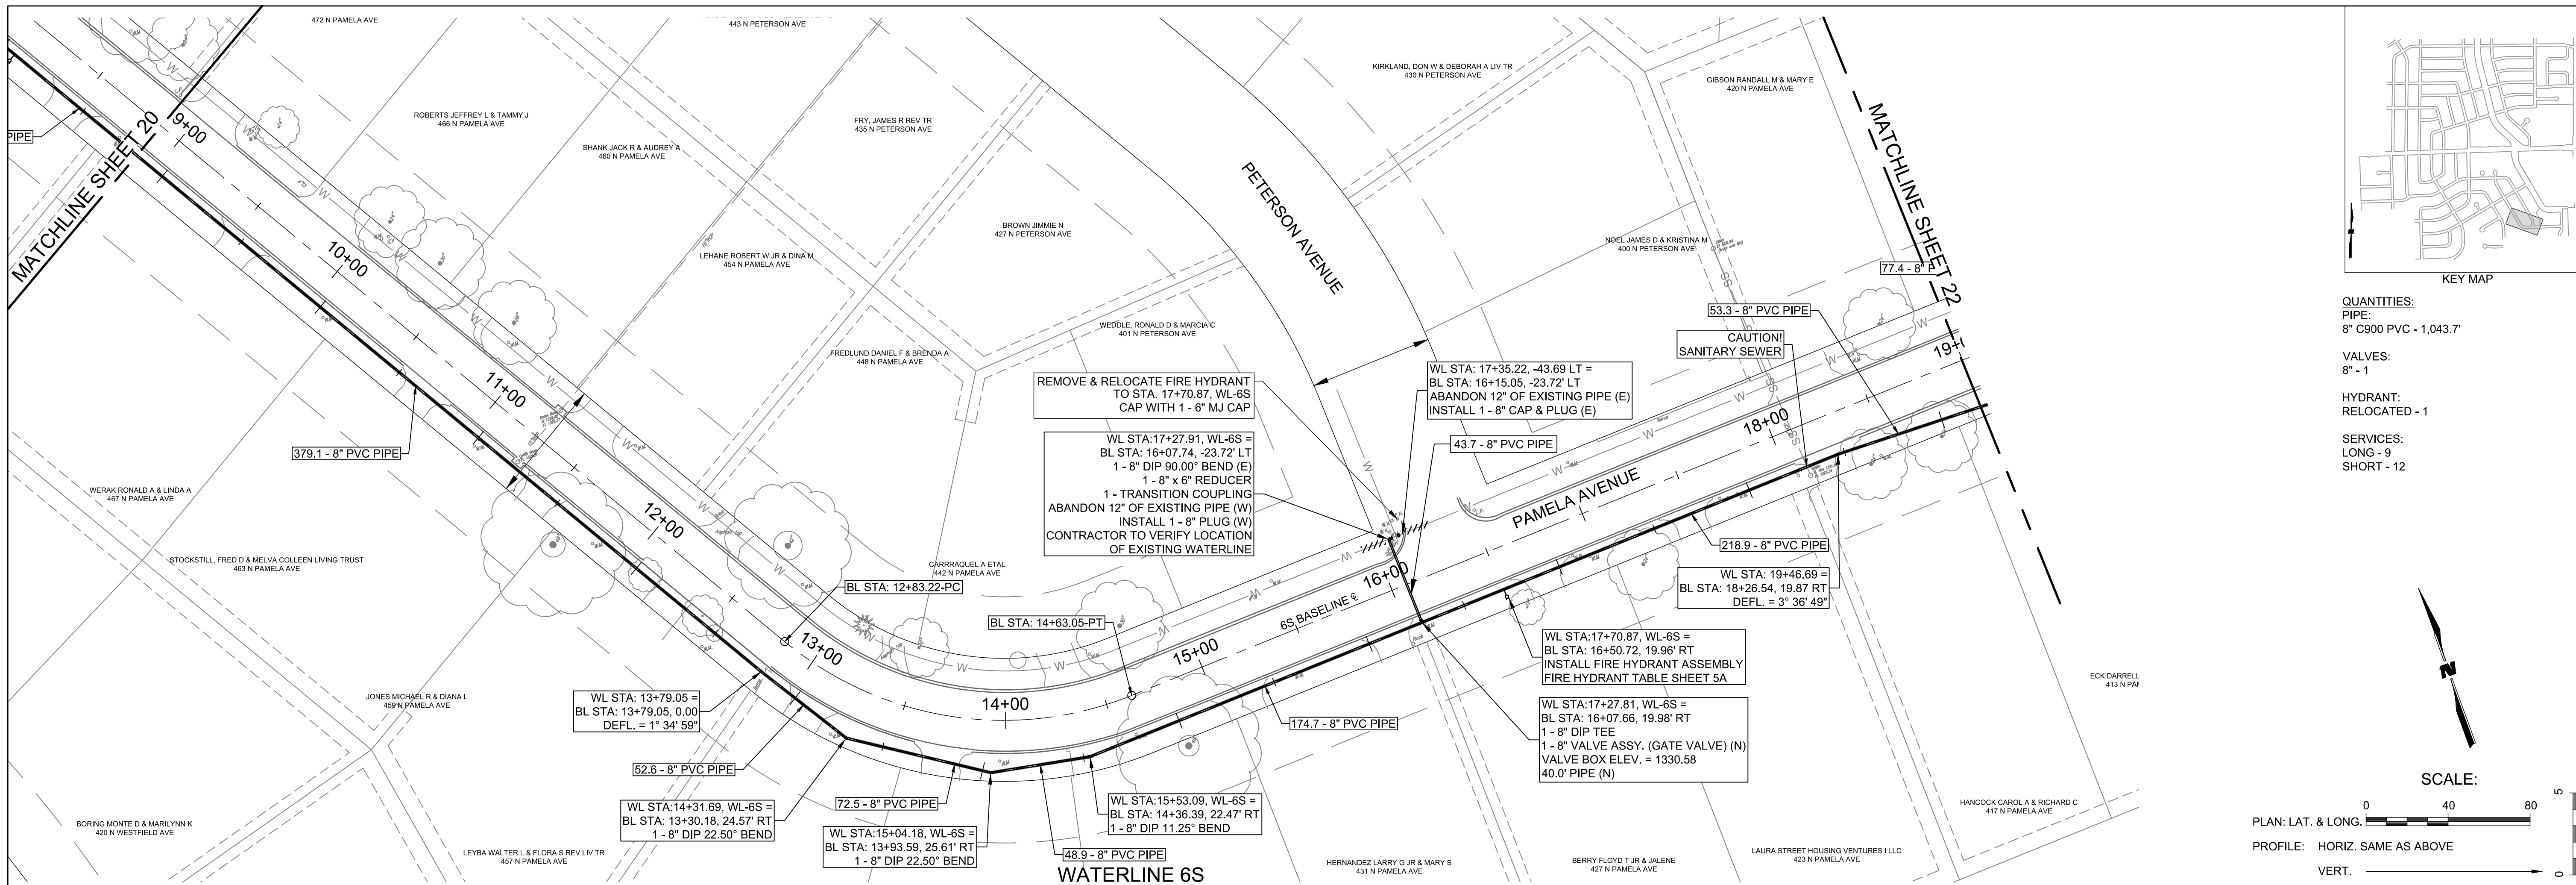 472 N PAMELA AVE
443 N PETERSON AVE
KIRKLAND, DON W & DEBORAH A LIV TR
430 N PETERSON AVE
GIBSON RANDALL M & MARY E
420 N PAMELA AVE
ROBERTS JEFFREY L & TAMMY J
466 N PAMELA AVE
FRY, JAMES R REV TR
435 N PETERSON AVE
SHANK JACK R & AUDREY A
460 N PAMELA AVE
PIPE
MATCHLINE SHEET 20
9+00
10+00
11+00
12+00
13+00
14+00
15+00
16+00
18+00
19+0
BROWN JIMMIE N
427 N PETERSON AVE
LEHANE ROBERT W JR & DINA M
454 N PAMELA AVE
PETERSON AVENUE
NOEL JAMES D & KRISTINA M
400 N PETERSON AVE
MATCHLINE SHEET 22
77.4 - 8" P
WEDDLE, RONALD D & MARCIA C
401 N PETERSON AVE
FREDLUND DANIEL F & BRENDA A
448 N PAMELA AVE
53.3 - 8" PVC PIPE
CAUTION!
SANITARY SEWER
REMOVE & RELOCATE FIRE HYDRANT
TO STA. 17+70.87, WL-6S
CAP WITH 1 - 6" MJ CAP
WL STA: 17+35.22, -43.69 LT =
BL STA: 16+15.05, -23.72' LT
ABANDON 12" OF EXISTING PIPE (E)
INSTALL 1 - 8" CAP & PLUG (E)
WL STA:17+27.91, WL-6S =
BL STA: 16+07.74, -23.72' LT
1 - 8" DIP 90.00° BEND (E)
1 - 8" x 6" REDUCER
1 - TRANSITION COUPLING
ABANDON 12" OF EXISTING PIPE (W)
INSTALL 1 - 8" PLUG (W)
CONTRACTOR TO VERIFY LOCATION
OF EXISTING WATERLINE
43.7 - 8" PVC PIPE
379.1 - 8" PVC PIPE
WERAK RONALD A & LINDA A
467 N PAMELA AVE
STOCKSTILL, FRED D & MELVA COLLEEN LIVING TRUST
463 N PAMELA AVE
PAMELA AVENUE
218.9 - 8" PVC PIPE
CARRRAQUEL A ETAL
442 N PAMELA AVE
BL STA: 12+83.22-PC
BL STA: 14+63.05-PT
6S BASELINE ℄
WL STA: 19+46.69 =
BL STA: 18+26.54, 19.87 RT
DEFL. = 3° 36' 49"
WL STA:17+70.87, WL-6S =
BL STA: 16+50.72, 19.96' RT
INSTALL FIRE HYDRANT ASSEMBLY
FIRE HYDRANT TABLE SHEET 5A
JONES MICHAEL R & DIANA L
459 N PAMELA AVE
WL STA: 13+79.05 =
BL STA: 13+79.05, 0.00
DEFL. = 1° 34' 59"
174.7 - 8" PVC PIPE
WL STA:17+27.81, WL-6S =
BL STA: 16+07.66, 19.98' RT
1 - 8" DIP TEE
1 - 8" VALVE ASSY. (GATE VALVE) (N)
VALVE BOX ELEV. = 1330.58
40.0' PIPE (N)
52.6 - 8" PVC PIPE
WL STA:14+31.69, WL-6S =
BL STA: 13+30.18, 24.57' RT
1 - 8" DIP 22.50° BEND
72.5 - 8" PVC PIPE
WL STA:15+04.18, WL-6S =
BL STA: 13+93.59, 25.61' RT
1 - 8" DIP 22.50° BEND
WL STA:15+53.09, WL-6S =
BL STA: 14+36.39, 22.47' RT
1 - 8" DIP 11.25° BEND
48.9 - 8" PVC PIPE
WATERLINE 6S
BORING MONTE D & MARILYNN K
420 N WESTFIELD AVE
LEYBA WALTER L & FLORA S REV LIV TR
457 N PAMELA AVE
HERNANDEZ LARRY G JR & MARY S
431 N PAMELA AVE
BERRY FLOYD T JR & JALENE
427 N PAMELA AVE
LAURA STREET HOUSING VENTURES I LLC
423 N PAMELA AVE
HANCOCK CAROL A & RICHARD C
417 N PAMELA AVE
ECK DARRELL
413 N PA
KEY MAP
QUANTITIES:
PIPE:
8" C900 PVC - 1,043.7'
VALVES:
8" - 1
HYDRANT:
RELOCATED - 1
SERVICES:
LONG - 9
SHORT - 12
N
SCALE:
0 40 80
PLAN: LAT. & LONG.
PROFILE: HORIZ. SAME AS ABOVE
VERT.
0 5